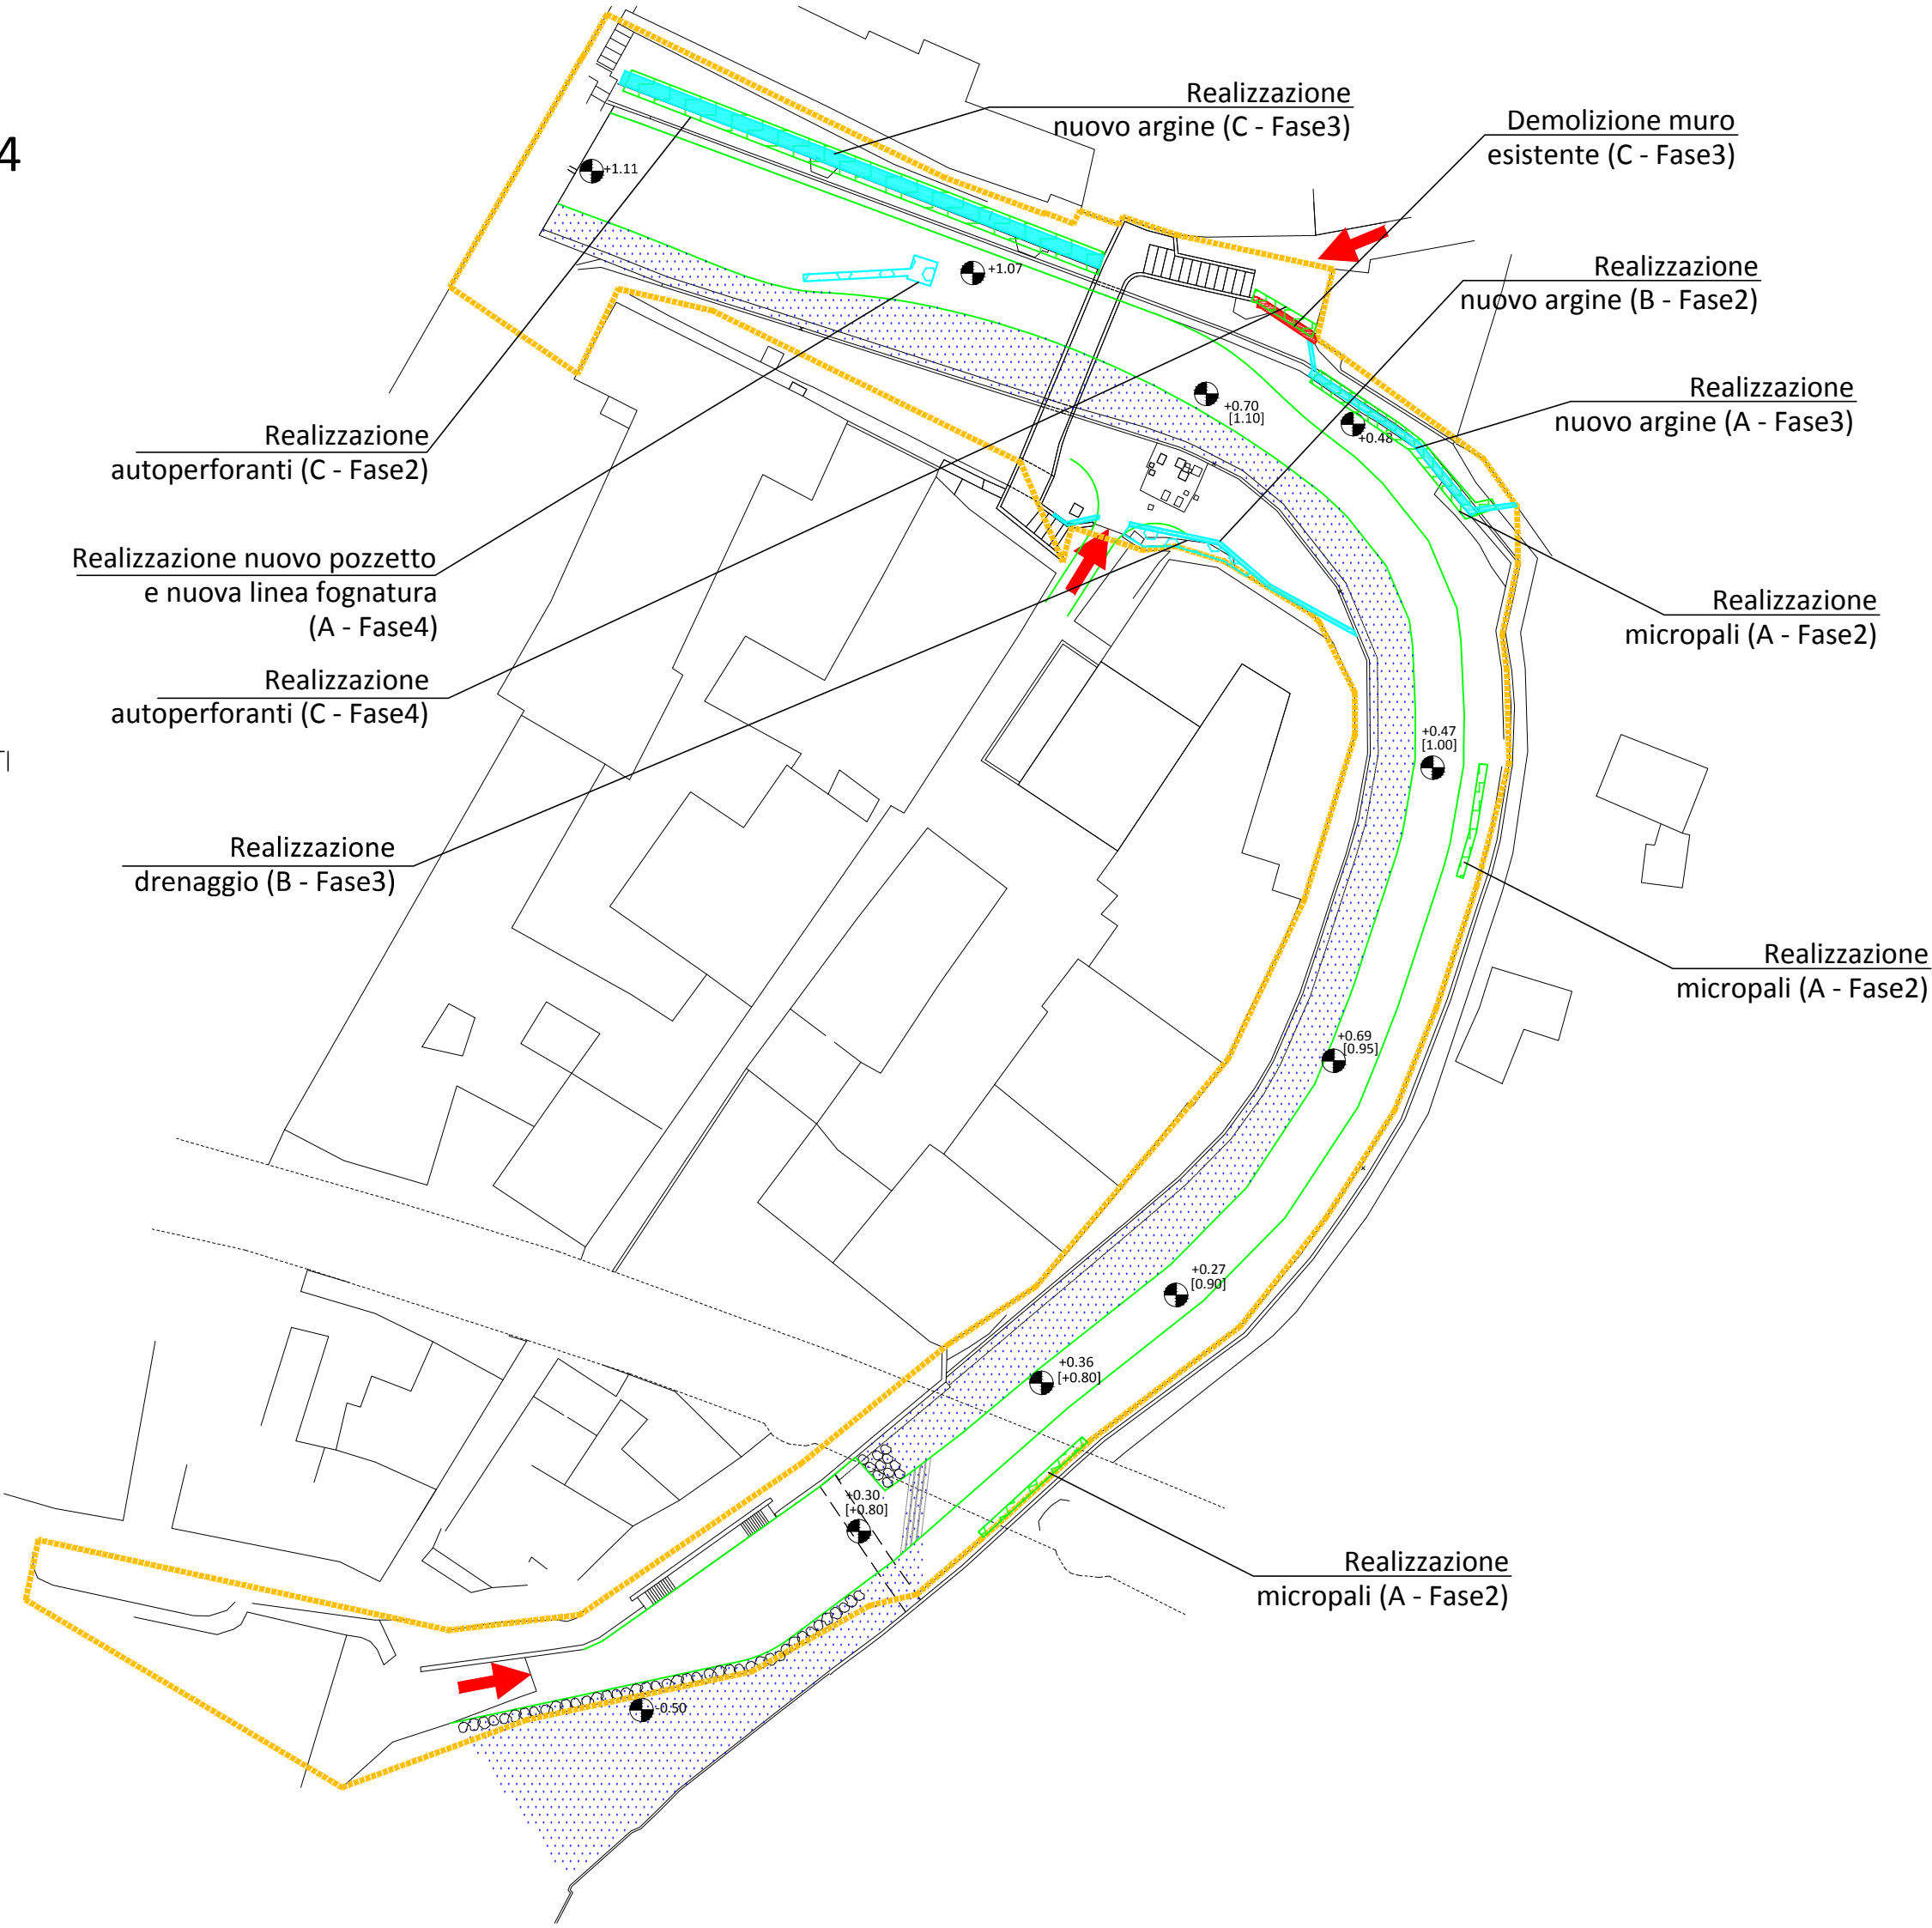 4
Realizzazione
nuovo argine (C - Fase3)
Demolizione muro
esistente (C - Fase3)
+1.11
+1.07
Realizzazione
nuovo argine (B - Fase2)
+0.70
[1.10]
+0.48
Realizzazione
nuovo argine (A - Fase3)
Realizzazione
autoperforanti (C - Fase2)
Realizzazione nuovo pozzetto
e nuova linea fognatura
(A - Fase4)
Realizzazione
micropali (A - Fase2)
Realizzazione
autoperforanti (C - Fase4)
+0.47
[1.00]
Realizzazione
drenaggio (B - Fase3)
Realizzazione
micropali (A - Fase2)
+0.69
[0.95]
+0.27
[0.90]
+0.36
[+0.80]
+0.30
[+0.80]
Realizzazione
micropali (A - Fase2)
-0.50